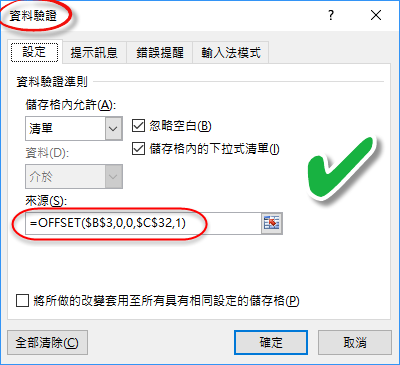 資料驗證
設定
提示訊息
錯誤提醒
輸入法模式
資料驗證準則
儲存格內允許(A):
清單
忽略空白(B)
資料(D):
儲存格內的下拉式清單(I)
介於
來源(S):
=OFFSET($B$3,0,0,$C$32,1)
將所做的改變套用至所有具有相同設定的儲存格(P)
全部清除(C)
確定
取消